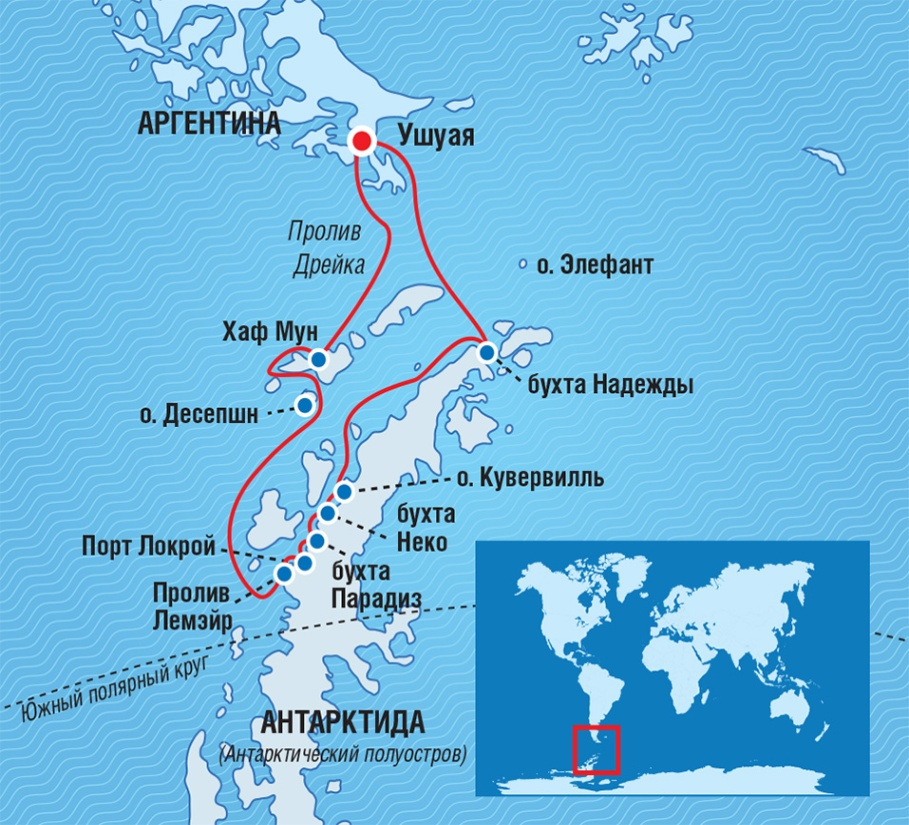 АРГЕНТИНА
Ушуая
Пролив
Дрейка
о. Элефант
Хаф Мун
бухта Надежды
о. Десепшн
о. Кувервилль
бухта
Неко
Порт Локрой
бухта
Парадиз
Пролив
Лемэйр
Южный полярный круг
АНТАРКТИДА
(Антарктический полуостров)